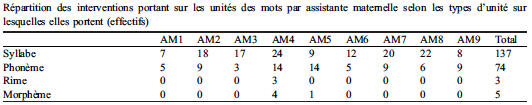 Répartition des interventions portant sur les unités des mots par assistante maternelle selon les types d'unité sur
lesquelles elles portent (effectifs)
AM1 AM2 AM3 AM4 AM5 AM6 AM7 AM8 AM9 Total
Syllabe 7 18 17 24 9 12 20 22 8 137
Phonème 5 9 3 14 14 5 9 6 9 74
Rime 0 0 0 3 0 0 0 0 0 3
Morphème 0 0 0 4 1 0 0 0 0 5